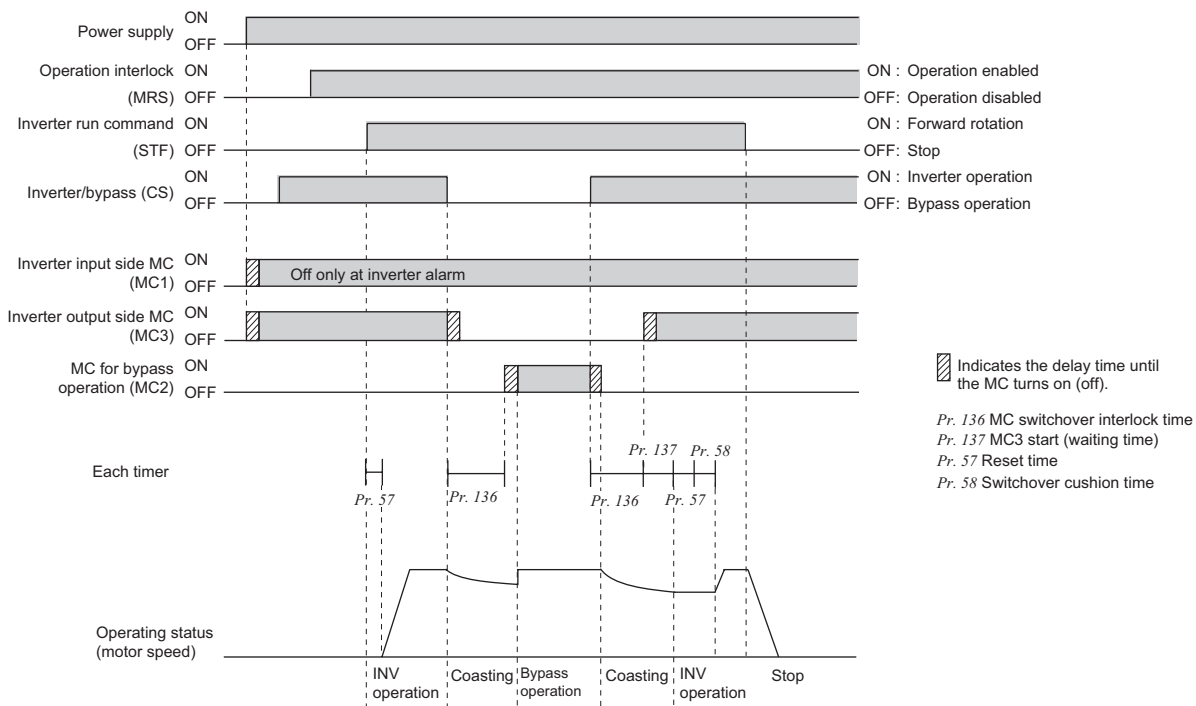 Power supply ON
OFF
Operation interlock ON
(MRS) OFF
ON : Operation enabled
OFF: Operation disabled
Inverter run command ON
(STF) OFF
ON : Forward rotation
OFF: Stop
Inverter/bypass (CS) ON
OFF
ON : Inverter operation
OFF: Bypass operation
Inverter input side MC ON
(MC1) OFF
Off only at inverter alarm
Inverter output side MC ON
(MC3) OFF
MC for bypass ON
operation (MC2) OFF
Indicates the delay time until
the MC turns on (off).
Pr. 136 MC switchover interlock time
Pr. 137 MC3 start (waiting time)
Pr. 57 Reset time
Pr. 58 Switchover cushion time
Each timer
Pr. 137 Pr. 58
Pr. 57 Pr. 136 Pr. 136 Pr. 57
Operating status
(motor speed)
INV
operation
Coasting
Bypass
operation
Coasting
INV
operation
Stop